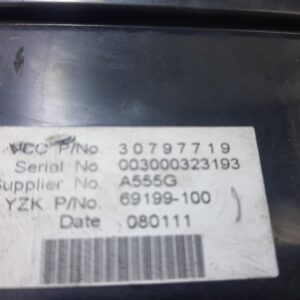 VCC P/No. 30797719
Serial No. 003000323193
Supplier No. A555G
YZK P/No. 69199-100
Date 080111